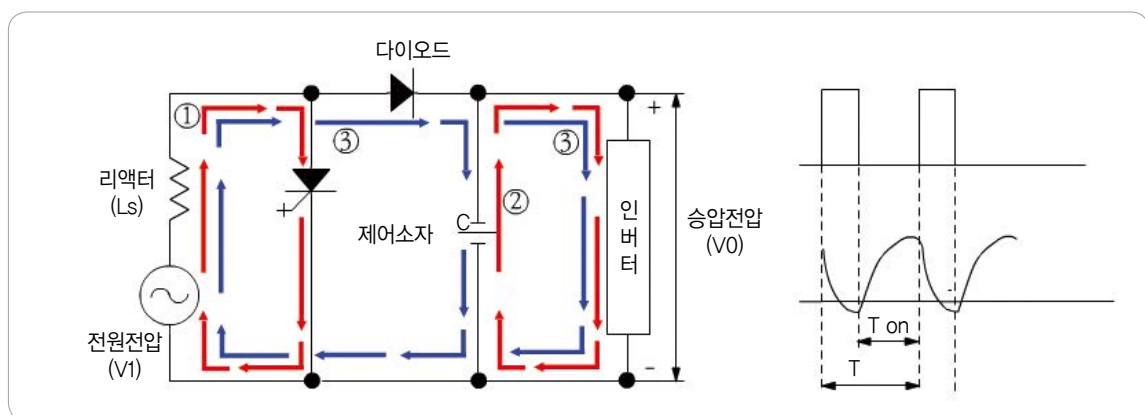 다이오드
①
③
③
+
리액터
(Ls)
②
제어소자
C
+
인버터
승압전압
(V0)
전원전압
(V1)
-
-
T on
T